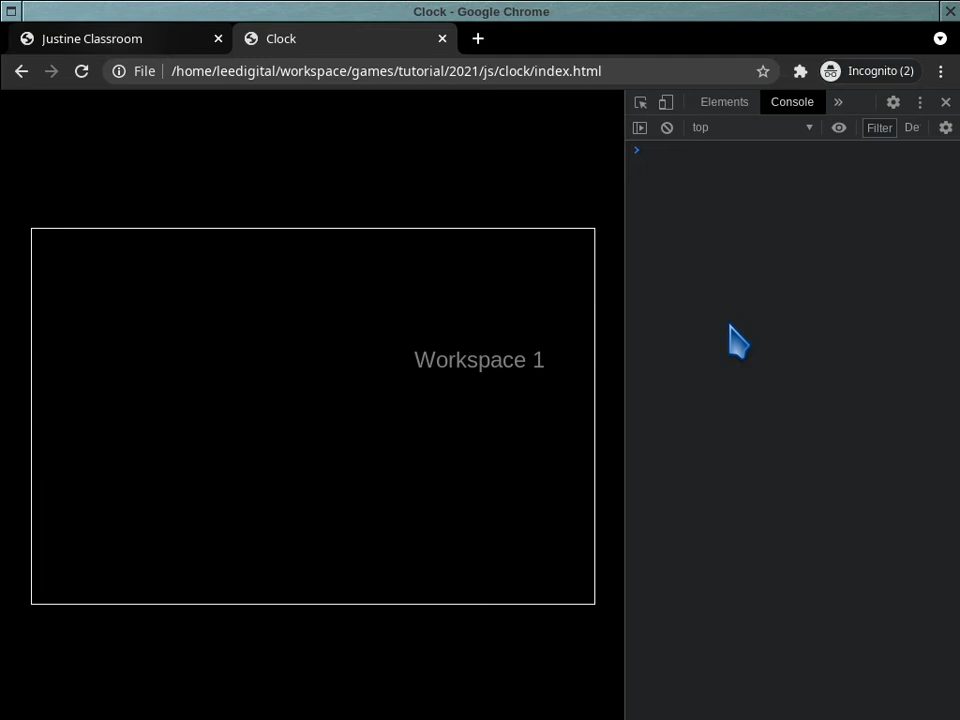 Clock - Google Chrome
Justine Classroom
Clock
File
/home/leedigital/workspace/games/tutorial/2021/js/clock/index.html
Incognito (2)
Elements
Console
top
Filter
De
Workspace 1